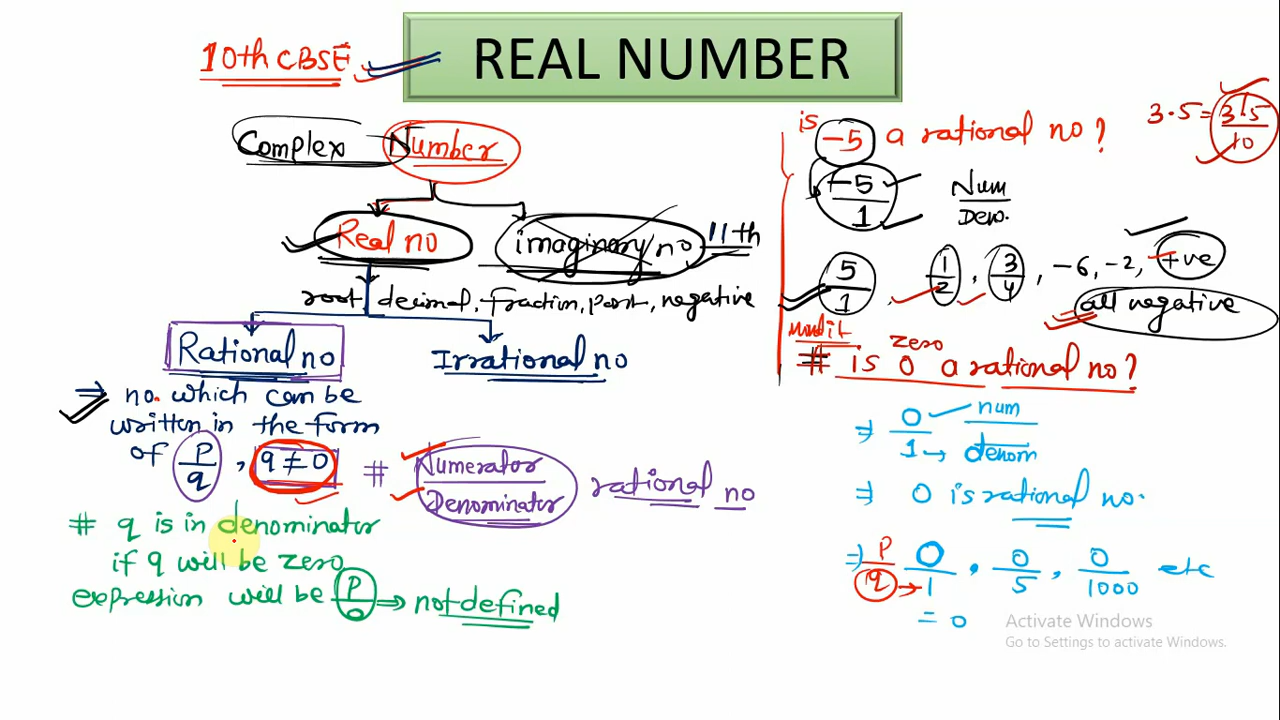 REAL NUMBER
10th CBSE
Complex Number
Real no
imaginary no 11th
root, decimal, fraction, negative
Rational no
Irrational no
⇒ no. which can be
written in the form
of P/q , q ≠ 0
# Numerator/Denominator rational no
# q is in denominator
if q will be zero
expression will be P/0 ⇒ not defined
is -5 a rational no?
3.5 = 35/10
-5/1 Num/Deno.
5/1 , 1/2 , 3/4 , -6, -2, +ve
all negative
# is 0 a rational no?
zero
⇒ 0/1 num
denom
⇒ 0 is rational no.
⇒ P/q → 0/1 , 0/5 , 0/1000 etc
= 0
Activate Windows
Go to Settings to activate Windows.